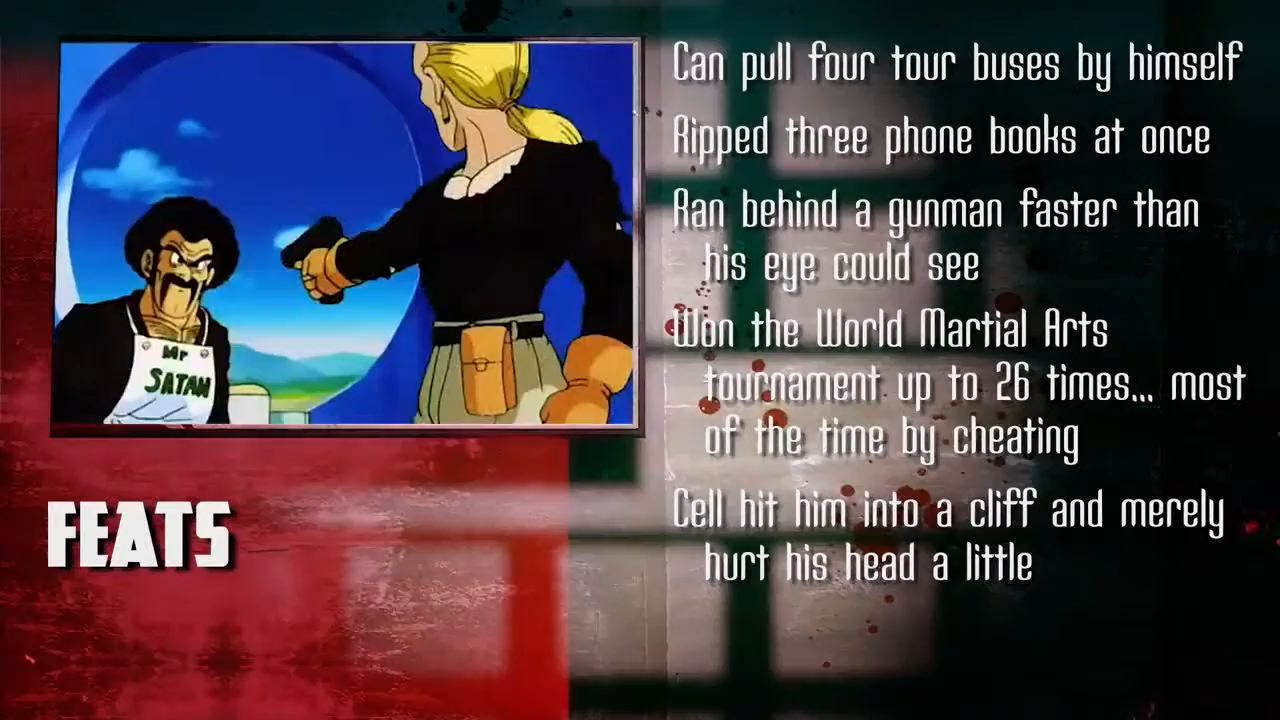 Can pull four tour buses by himself
Ripped three phone books at once
Ran behind a gunman faster than
his eye could see
Won the World Martial Arts
tournament up to 26 times... most
of the time by cheating
Cell hit him into a cliff and merely
hurt his head a little
Mr
SATAN
FEATS